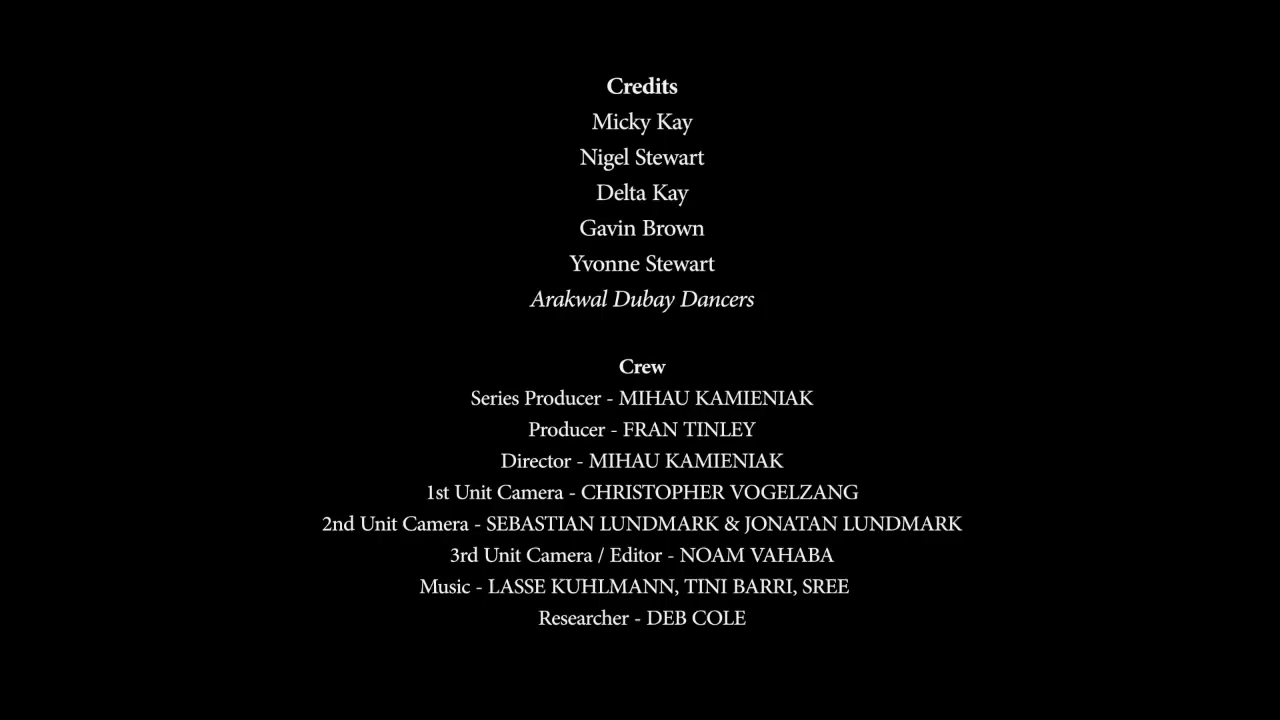 Credits
Micky Kay
Nigel Stewart
Delta Kay
Gavin Brown
Yvonne Stewart
Arakwal Dubay Dancers
Crew
Series Producer - MIHAU KAMIENIAK
Producer - FRAN TINLEY
Director - MIHAU KAMIENIAK
1st Unit Camera - CHRISTOPHER VOGELZANG
2nd Unit Camera - SEBASTIAN LUNDMARK & JONATAN LUNDMARK
3rd Unit Camera / Editor - NOAM VAHABA
Music - LASSE KUHLMANN, TINI BARRI, SREE
Researcher - DEB COLE